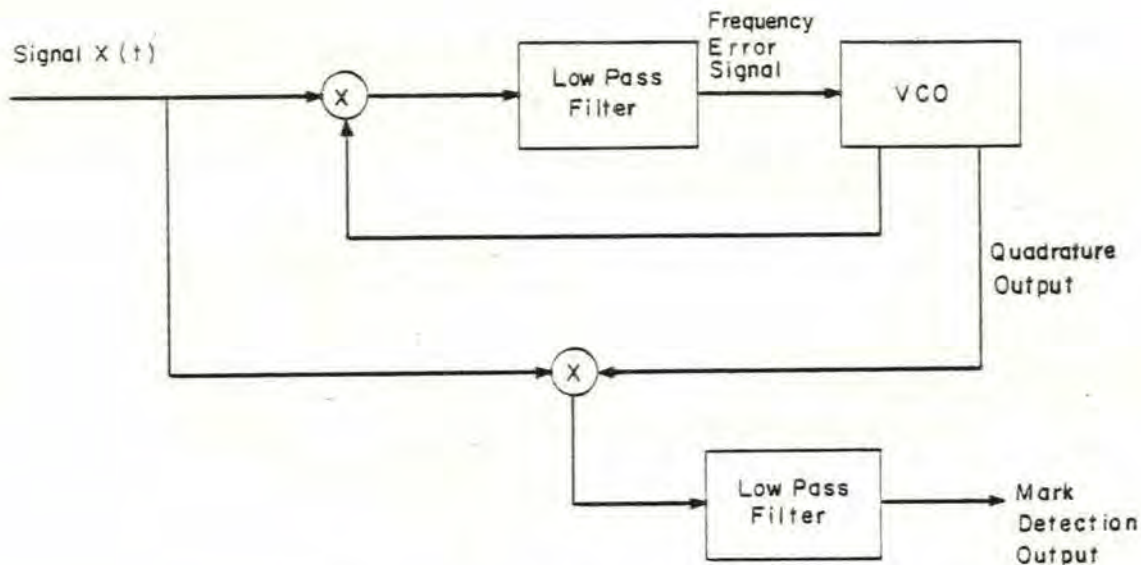 Signal X (t)
X
Low Pass
Filter
Frequency
Error
Signal
VCO
Quadrature
Output
X
Low Pass
Filter
Mark
Detection
Output